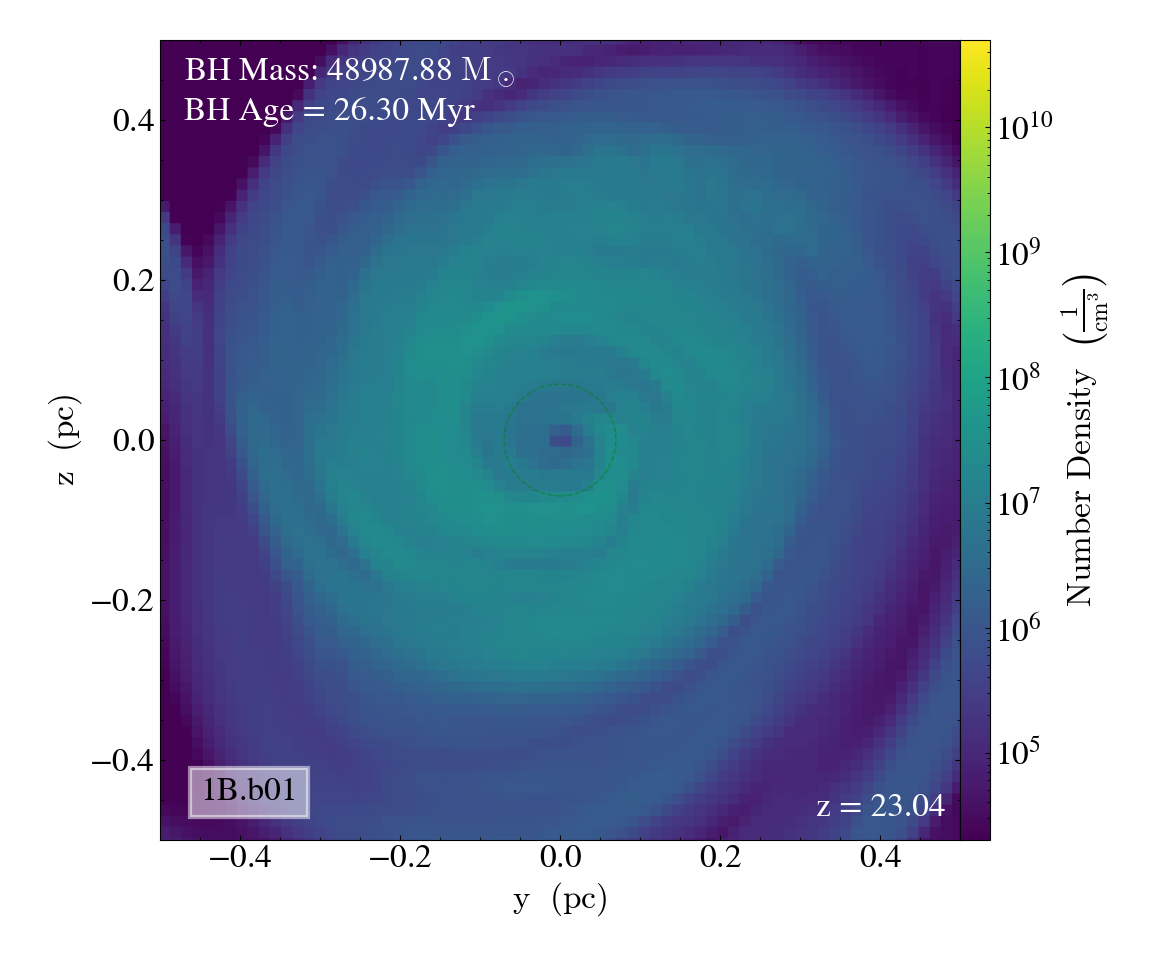 BH Mass: 48987.88 M⊙
BH Age = 26.30 Myr
0.4
0.2
0.0
−0.2
−0.4
z (pc)
1B.b01
z = 23.04
−0.4 −0.2 0.0 0.2 0.4
y (pc)
10¹⁰
10⁹
10⁸
10⁷
10⁶
10⁵
Number Density (1/cm³)